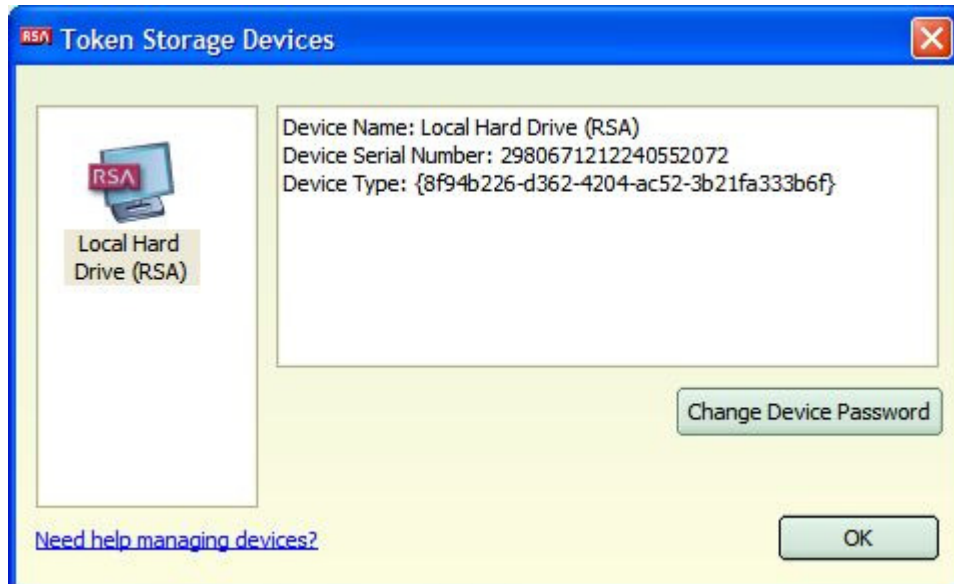 RSA Token Storage Devices
RSA
Local Hard
Drive (RSA)
Device Name: Local Hard Drive (RSA)
Device Serial Number: 2980671212240552072
Device Type: {8f94b226-d362-4204-ac52-3b21fa333b6f}
Change Device Password
Need help managing devices?
OK